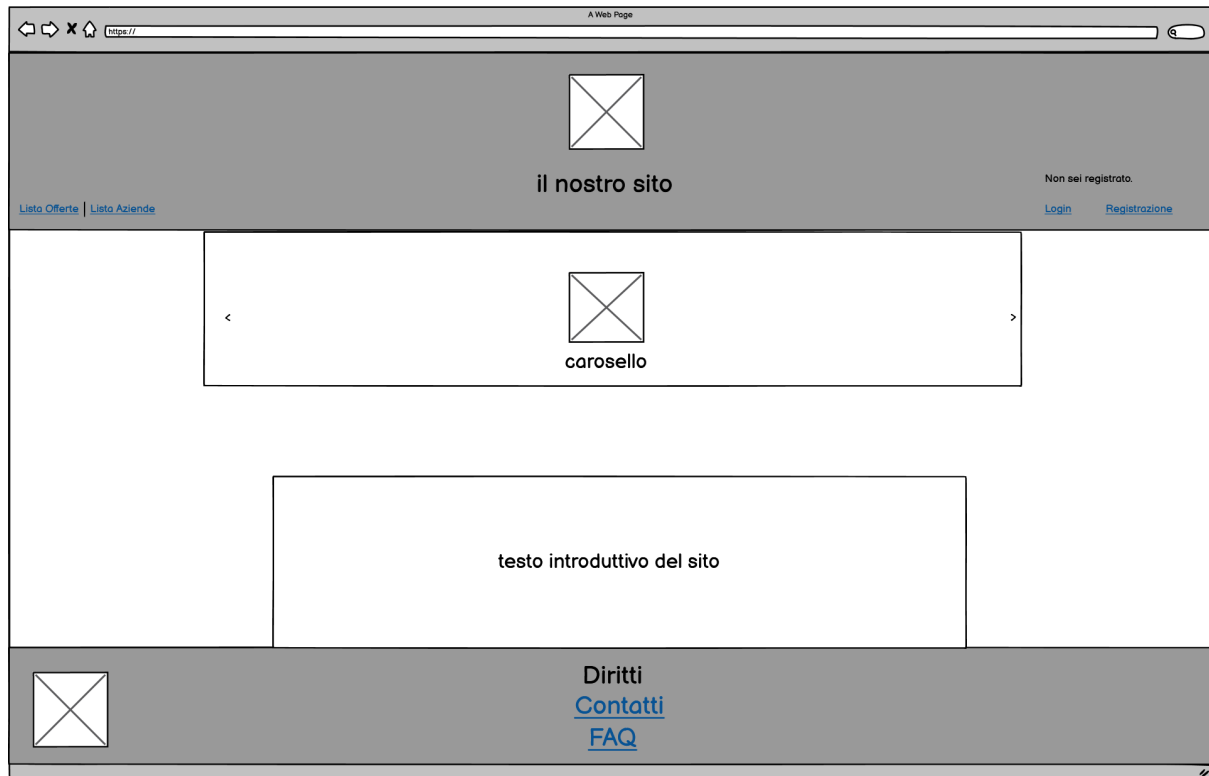 A Web Page
https://
il nostro sito
Non sei registrato.
Lista Offerte | Lista Aziende
Login Registrazione
<
>
carosello
testo introduttivo del sito
Diritti
Contatti
FAQ